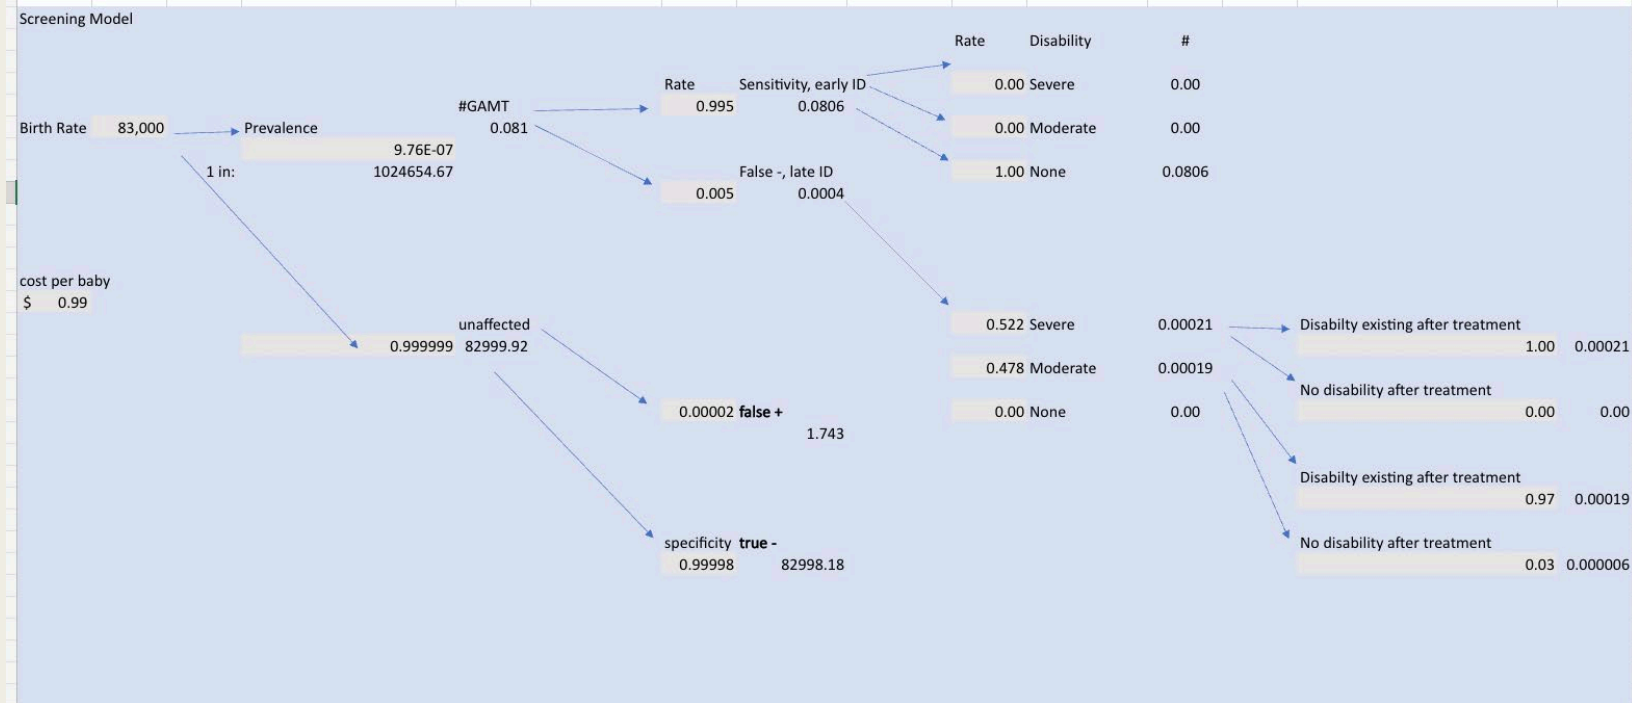 Screening Model
Rate Disability #
Rate Sensitivity, early ID 0.00 Severe 0.00
#GAMT 0.995 0.0806
Birth Rate 83,000 Prevalence 0.081 0.00 Moderate 0.00
9.76E-07
1 in: 1024654.67 False -, late ID 1.00 None 0.0806
0.005 0.0004
cost per baby
$ 0.99
unaffected 0.522 Severe 0.00021 Disabilty existing after treatment
0.999999 82999.92 1.00 0.00021
0.478 Moderate 0.00019
No disability after treatment
0.00002 false + 0.00 None 0.00 0.00 0.00
1.743
Disabilty existing after treatment
0.97 0.00019
specificity true - No disability after treatment
0.99998 82998.18 0.03 0.000006